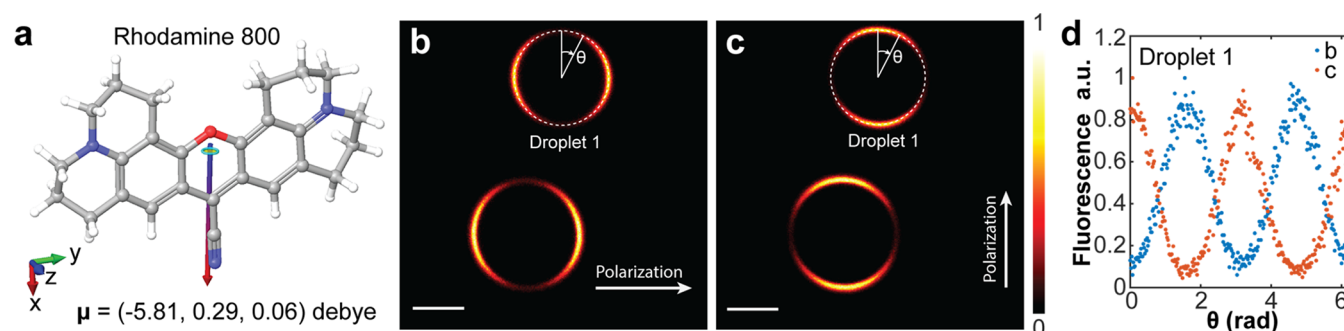 a
Rhodamine 800
y
z
x
μ = (-5.81, 0.29, 0.06) debye
b
θ
Droplet 1
Polarization
c
θ
Droplet 1
Polarization
1
0
d
Fluorescence a.u.
1.2
1
0.8
0.6
0.4
0.2
0
Droplet 1
b
c
0
2
4
6
θ (rad)